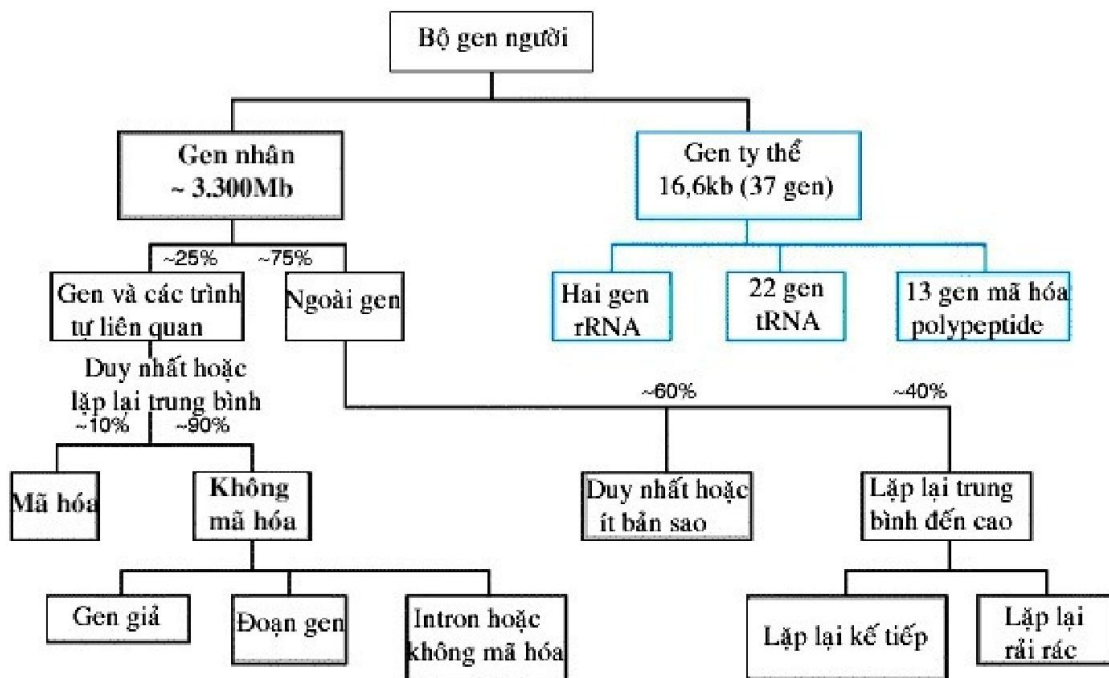 Bộ gen người
Gen nhân
~ 3.300Mb
Gen ty thể
16,6kb (37 gen)
~25%
~75%
Gen và các trình
tự liên quan
Ngoài gen
Hai gen
rRNA
22 gen
tRNA
13 gen mã hóa
polypeptide
Duy nhất hoặc
lặp lại trung bình
~10%
~90%
~60%
~40%
Mã hóa
Không
mã hóa
Duy nhất hoặc
ít bản sao
Lặp lại trung
bình đến cao
Gen giả
Đoạn gen
Intron hoặc
không mã hóa
Lặp lại kế tiếp
Lặp lại
rải rác